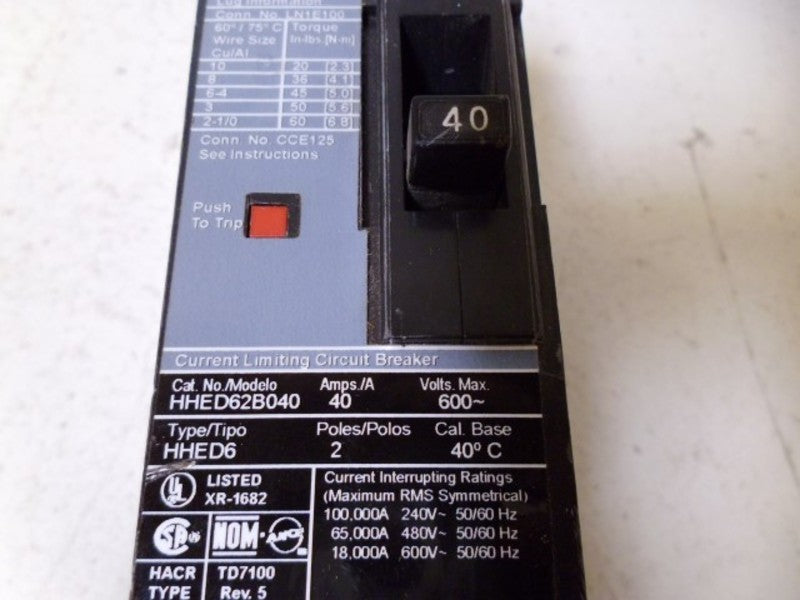 Lug Information
Conn. No. LN1E100
60° / 75° C Torque
Wire Size In-lbs. [N-m]
Cu/Al
10 20 [2.3]
8 36 [4.1]
6-4 45 [5.0]
3 50 [5.6]
2-1/0 60 [6.8]
Conn. No. CCE125
See Instructions
40
Push
To Trip
Current Limiting Circuit Breaker
Cat. No./Modelo Amps./A Volts. Max.
HHED62B040 40 600~
Type/Tipo Poles/Polos Cal. Base
HHED6 2 40º C
UL LISTED
XR-1682
SA NOM ANCE
HACR TD7100
TYPE Rev. 5
Current Interrupting Ratings
(Maximum RMS Symmetrical)
100,000A 240V~ 50/60 Hz
65,000A 480V~ 50/60 Hz
18,000A 600V~ 50/60 Hz